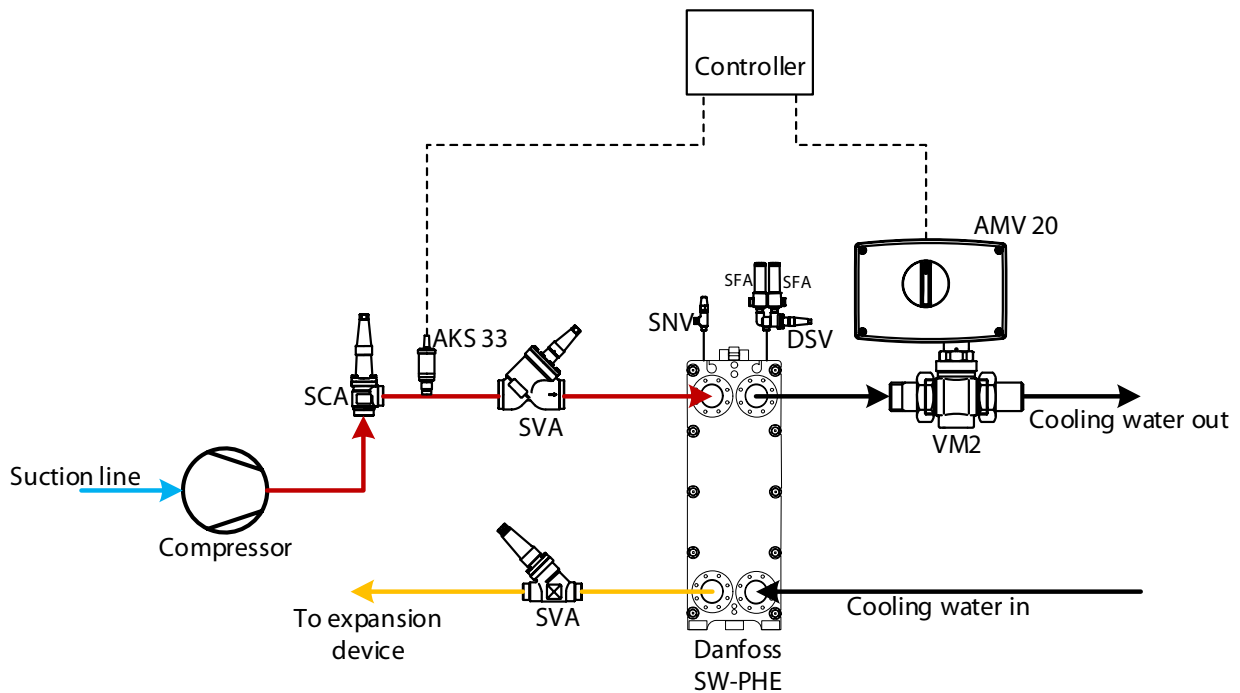 Controller
AMV 20
SFA
SFA
SNV
DSV
AKS 33
SCA
SVA
VM2
Cooling water out
Suction line
Compressor
SVA
To expansion
device
Cooling water in
Danfoss
SW-PHE